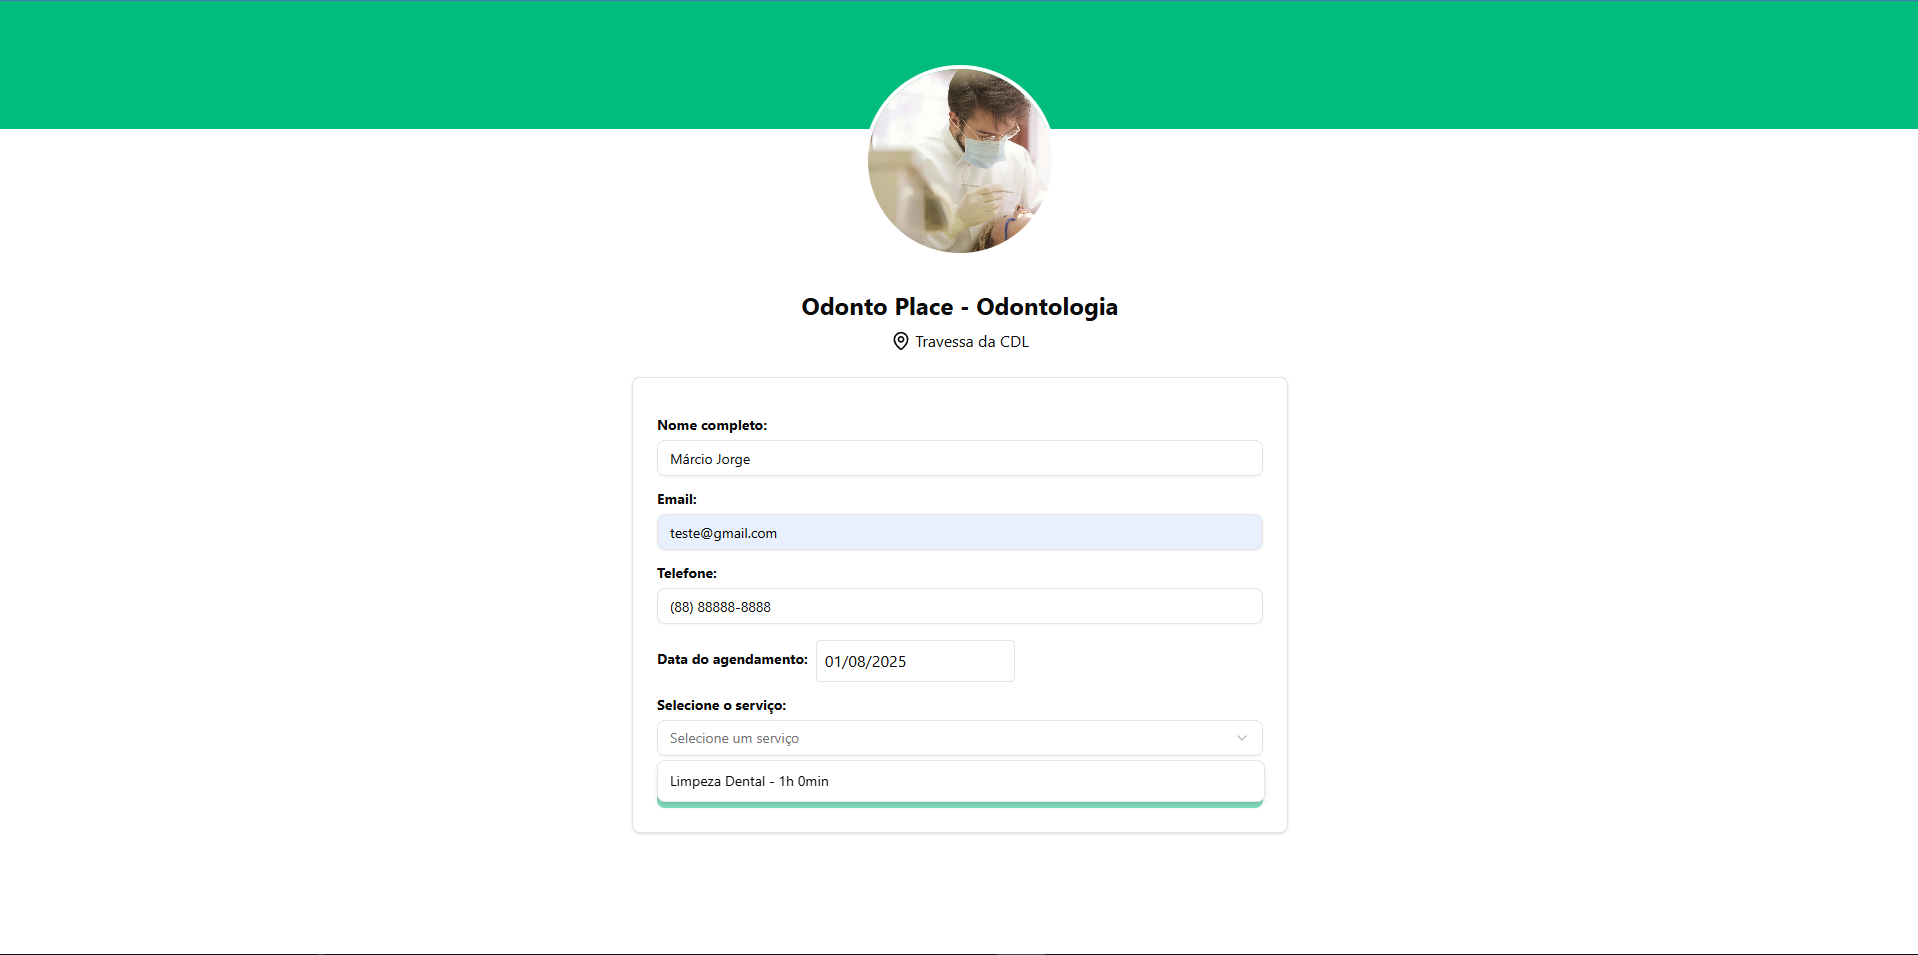 Odonto Place - Odontologia
Travessa da CDL
Nome completo:
Márcio Jorge
Email:
teste@gmail.com
Telefone:
(88) 88888-8888
Data do agendamento: 01/08/2025
Selecione o serviço:
Selecione um serviço
Limpeza Dental - 1h 0min